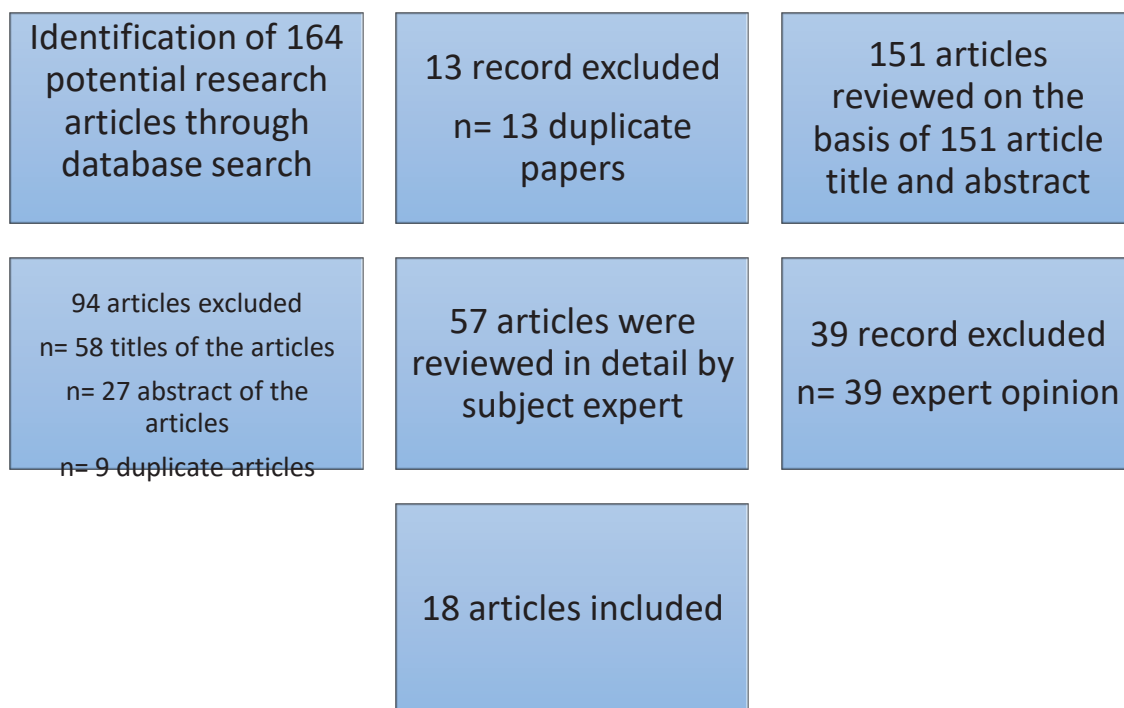 Identification of 164
potential research
articles through
database search
13 record excluded
n= 13 duplicate
papers
151 articles
reviewed on the
basis of 151 article
title and abstract
94 articles excluded
n= 58 titles of the articles
n= 27 abstract of the
articles
n= 9 duplicate articles
57 articles were
reviewed in detail by
subject expert
39 record excluded
n= 39 expert opinion
18 articles included